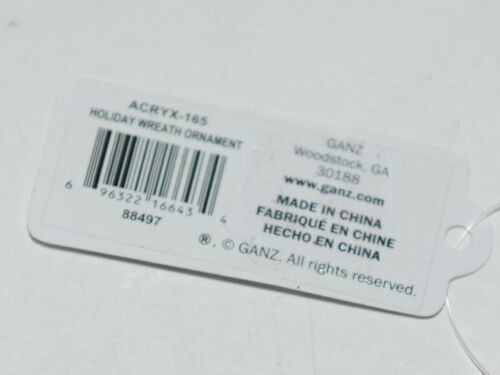 ACRYX-165
HOLIDAY WREATH ORNAMENT
6 96322 16643 4
88497
GANZ
Woodstock, GA
30188
www.ganz.com
MADE IN CHINA
FABRIQUÉ EN CHINE
HECHO EN CHINA
®. © GANZ. All rights reserved.